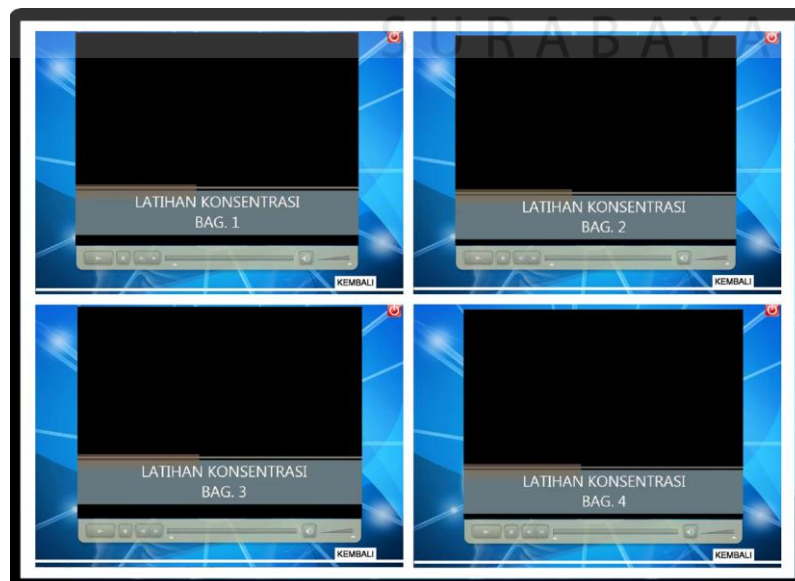 SURABAYA
LATIHAN KONSENTRASI
BAG. 1
KEMBALI
LATIHAN KONSENTRASI
BAG. 2
KEMBALI
LATIHAN KONSENTRASI
BAG. 3
KEMBALI
LATIHAN KONSENTRASI
BAG. 4
KEMBALI